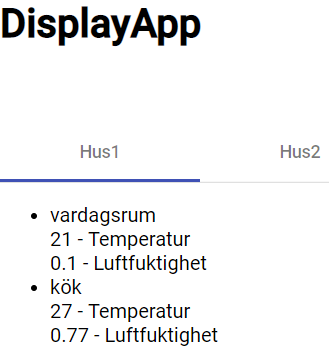 DisplayApp
Hus1 Hus2
vardagsrum
21 - Temperatur
0.1 - Luftfuktighet
kök
27 - Temperatur
0.77 - Luftfuktighet